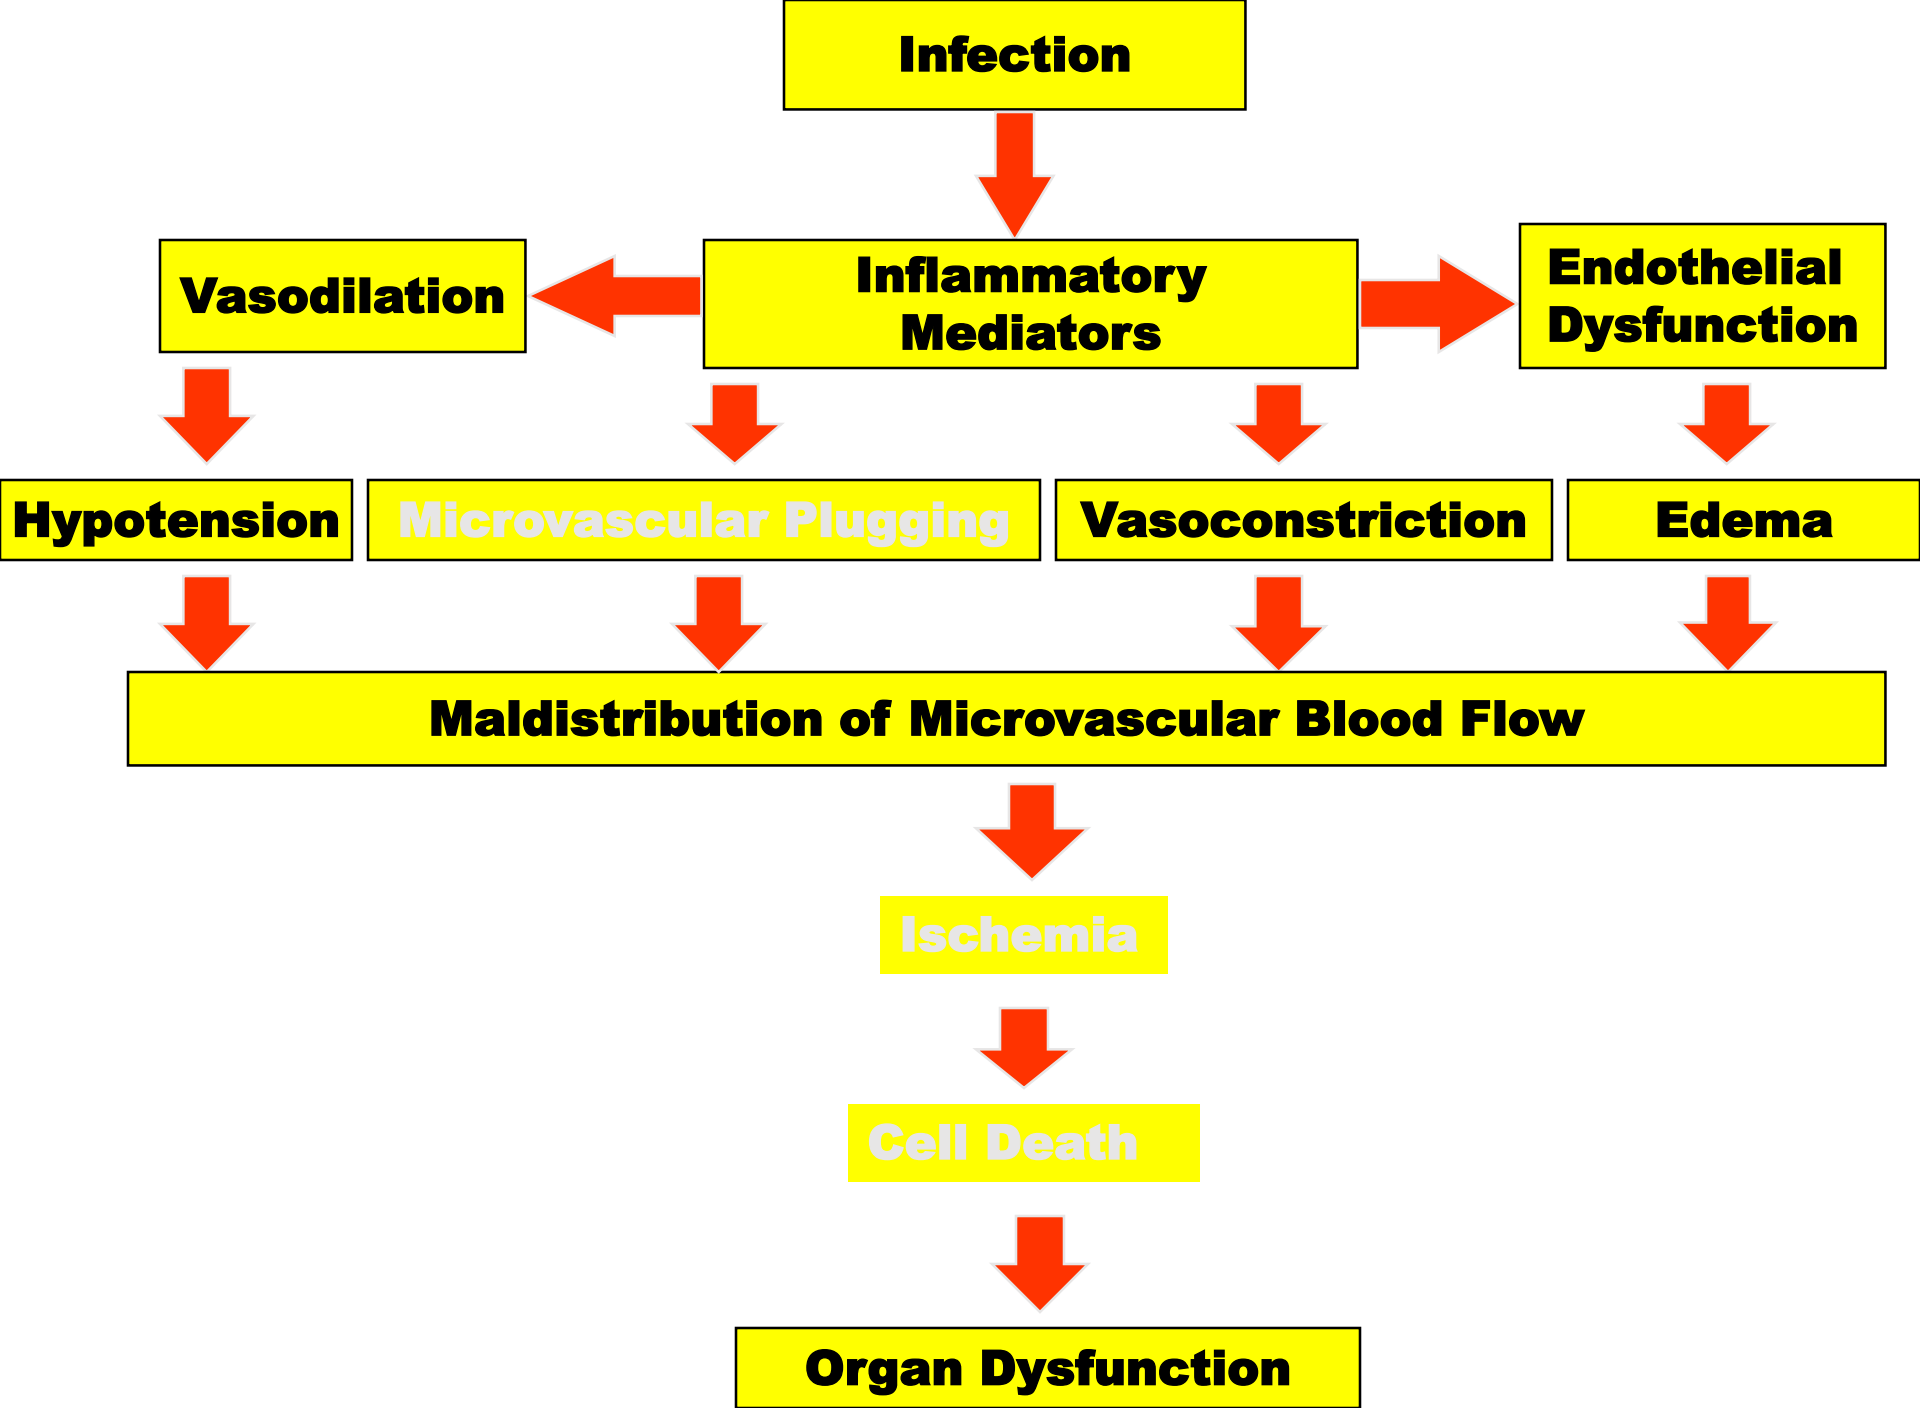 Infection
Vasodilation
Inflammatory
Mediators
Endothelial
Dysfunction
Hypotension
Microvascular Plugging
Vasoconstriction
Edema
Maldistribution of Microvascular Blood Flow
Ischemia
Cell Death
Organ Dysfunction